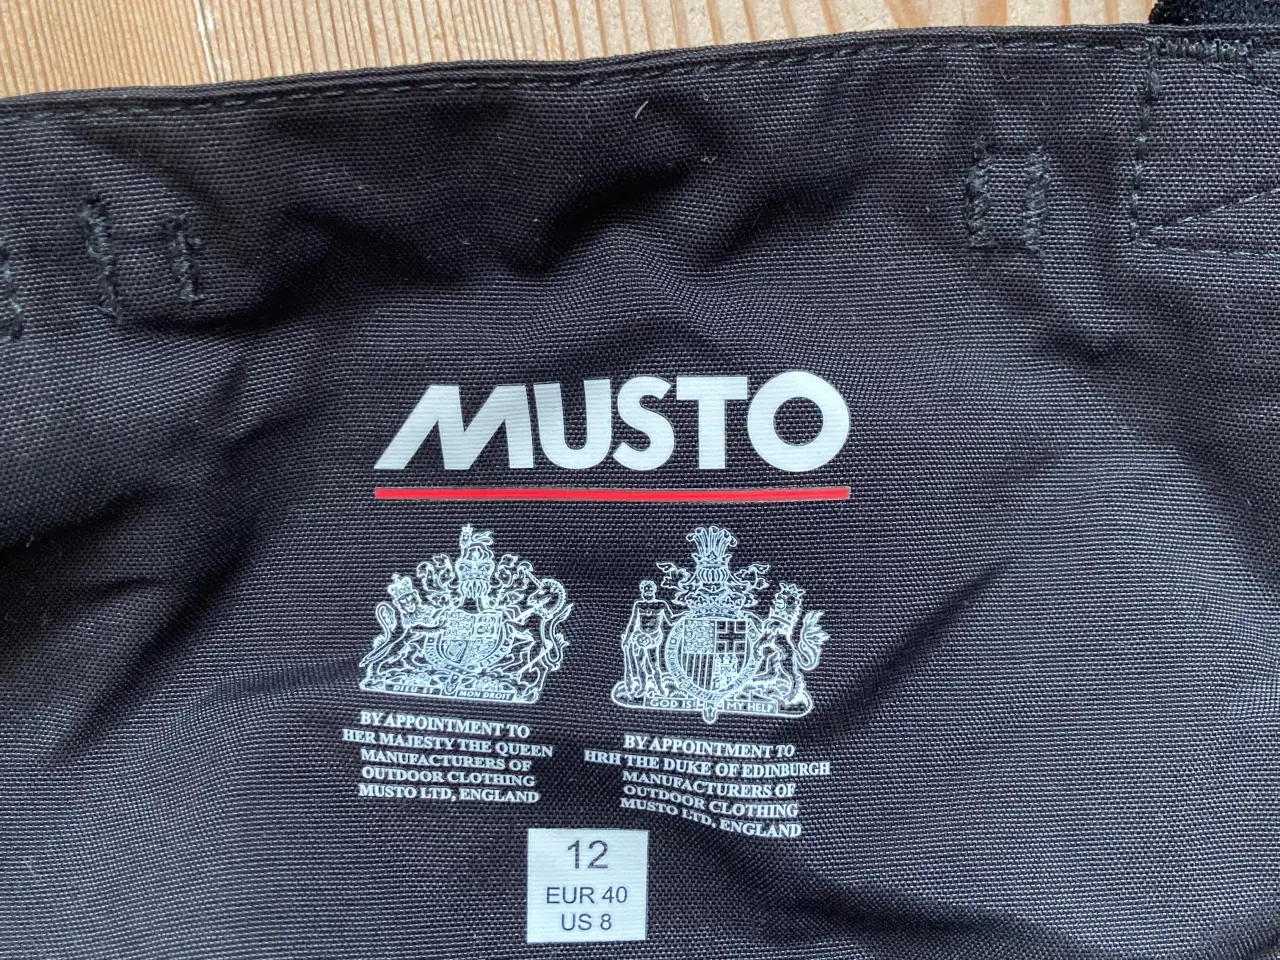 MUSTO
DIEU ET MON DROIT
BY APPOINTMENT TO
HER MAJESTY THE QUEEN
MANUFACTURERS OF
OUTDOOR CLOTHING
MUSTO LTD, ENGLAND
GOD IS MY HELP
BY APPOINTMENT TO
HRH THE DUKE OF EDINBURGH
MANUFACTURERS OF
OUTDOOR CLOTHING
MUSTO LTD, ENGLAND
12
EUR 40
US 8